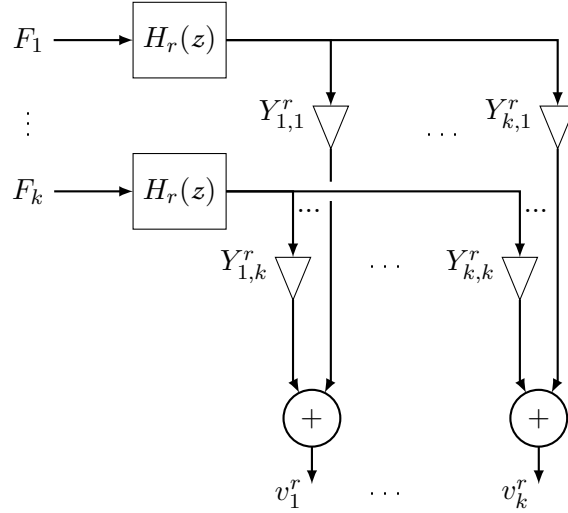 F_1 H_r(z)
Y^r_{1,1} ... Y^r_{k,1}
⋮
F_k H_r(z)
... ...
Y^r_{1,k} ... Y^r_{k,k}
+ +
v^r_1 ... v^r_k